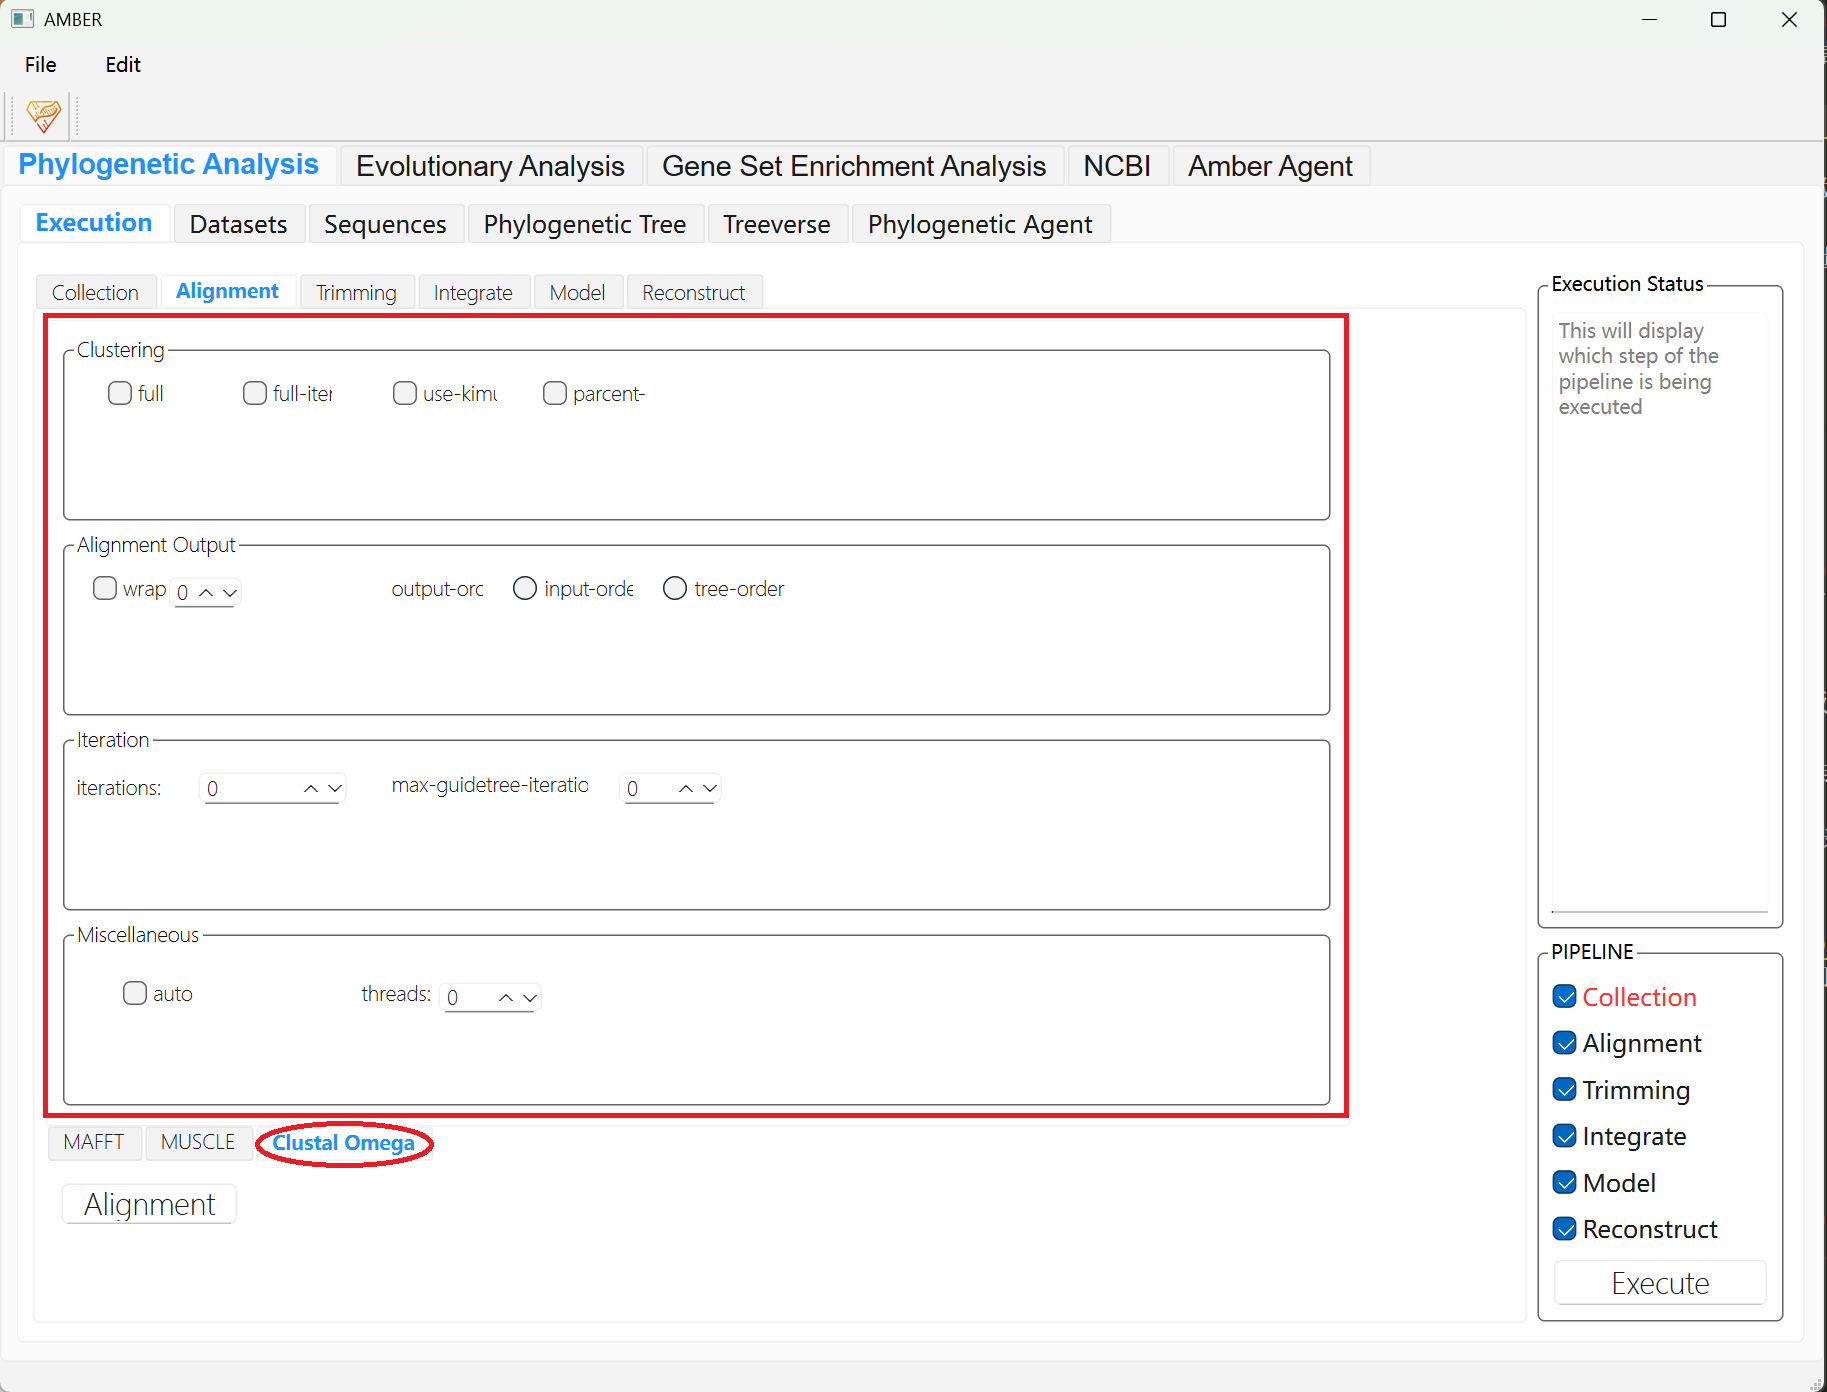 AMBER
File Edit
Phylogenetic Analysis Evolutionary Analysis Gene Set Enrichment Analysis NCBI Amber Agent
Execution Datasets Sequences Phylogenetic Tree Treeverse Phylogenetic Agent
Collection Alignment Trimming Integrate Model Reconstruct
Clustering
full full-iter use-kimu parcent-
Alignment Output
wrap 0 output-orc input-orde tree-order
Iteration
iterations: 0 max-guidetree-iteratio 0
Miscellaneous
auto threads: 0
MAFFT MUSCLE Clustal Omega
Alignment
Execution Status
This will display
which step of the
pipeline is being
executed
PIPELINE
Collection
Alignment
Trimming
Integrate
Model
Reconstruct
Execute